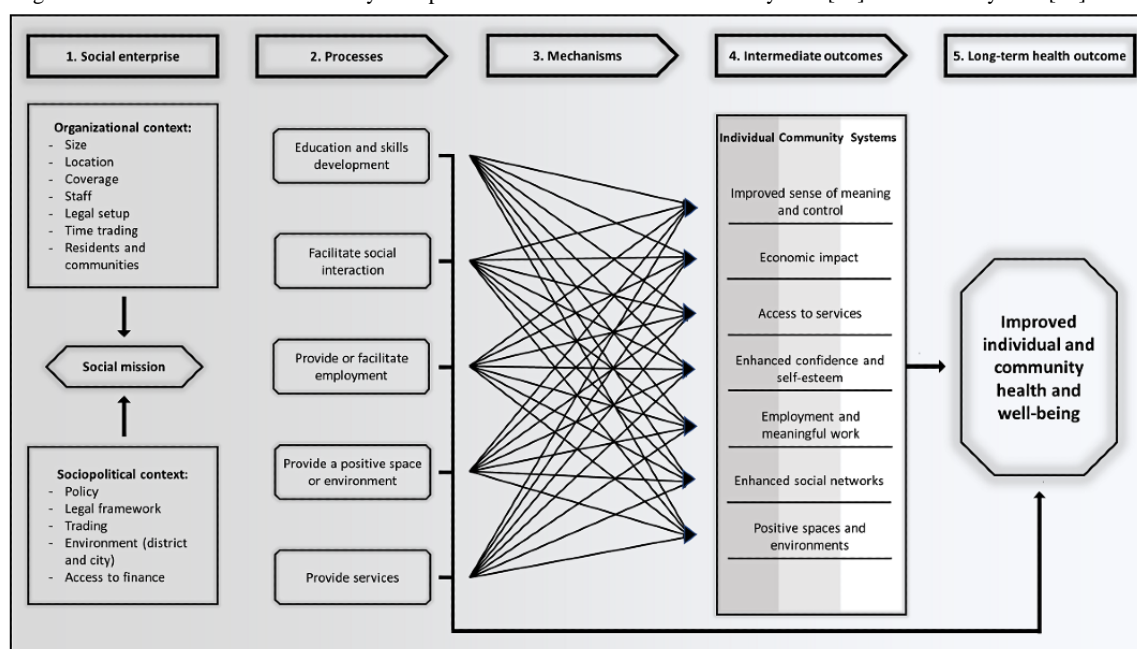 1. Social enterprise
2. Processes
3. Mechanisms
4. Intermediate outcomes
5. Long-term health outcome
Organizational context:
- Size
- Location
- Coverage
- Staff
- Legal setup
- Time trading
- Residents and
communities
Social mission
Sociopolitical context:
- Policy
- Legal framework
- Trading
- Environment (district
and city)
- Access to finance
Education and skills
development
Facilitate social
interaction
Provide or facilitate
employment
Provide a positive space
or environment
Provide services
Individual Community Systems
Improved sense of meaning
and control
Economic impact
Access to services
Enhanced confidence and
self-esteem
Employment and
meaningful work
Enhanced social networks
Positive spaces and
environments
Improved
individual and
community
health and
well-being